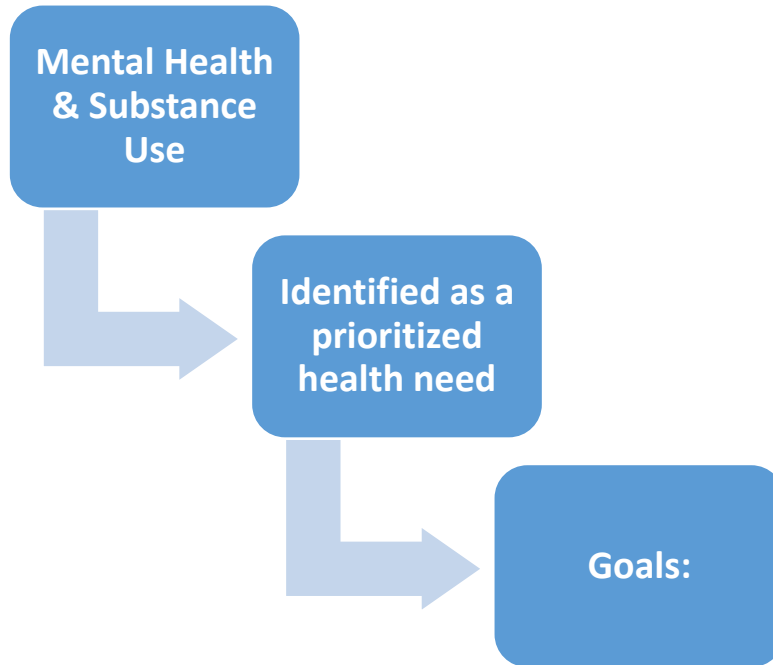 Mental Health
& Substance
Use
Identified as a
prioritized
health need
Goals: